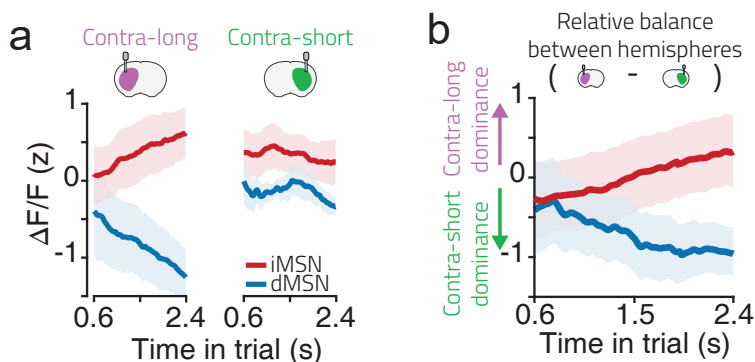 a
Contra-long
Contra-short
1
0
-1
ΔF/F (z)
iMSN
dMSN
0.6
2.4
0.6
2.4
Time in trial (s)
b
Relative balance
between hemispheres
( - )
Contra-long
dominance
Contra-short
dominance
1
0
-1
0.6
1.5
2.4
Time in trial (s)